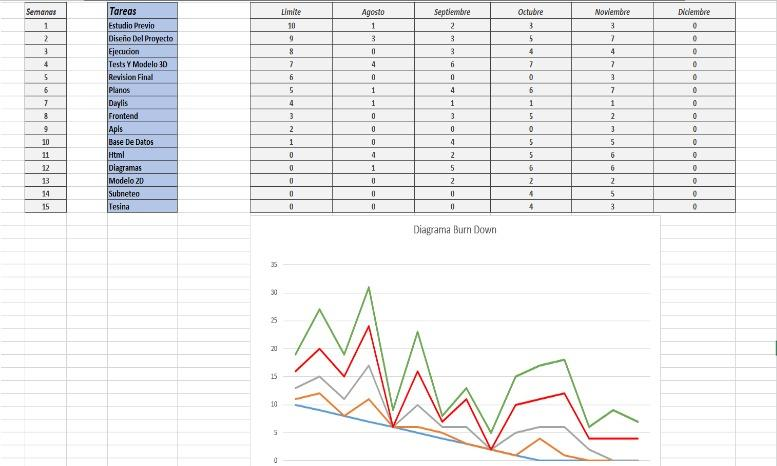 Semanas Tareas Limite Agosto Septiembre Octubre Noviembre Diciembre
1 Estudio Previo 10 1 2 3 3 0
2 Diseño Del Proyecto 9 3 3 5 7 0
3 Ejecucion 8 0 3 4 4 0
4 Tests Y Modelo 3D 7 4 6 7 7 0
5 Revision Final 6 0 0 0 3 0
6 Planos 5 1 4 6 7 0
7 Daylis 4 1 1 1 1 0
8 Frontend 3 0 3 5 2 0
9 Apis 2 0 0 0 3 0
10 Base De Datos 1 0 4 5 5 0
11 Html 0 4 2 5 6 0
12 Diagramas 0 1 5 6 6 0
13 Modelo 2D 0 0 2 2 2 0
14 Subneteo 0 0 0 4 5 0
15 Tesina 0 0 0 4 3 0
Diagrama Burn Down
35
30
25
20
15
10
5
0